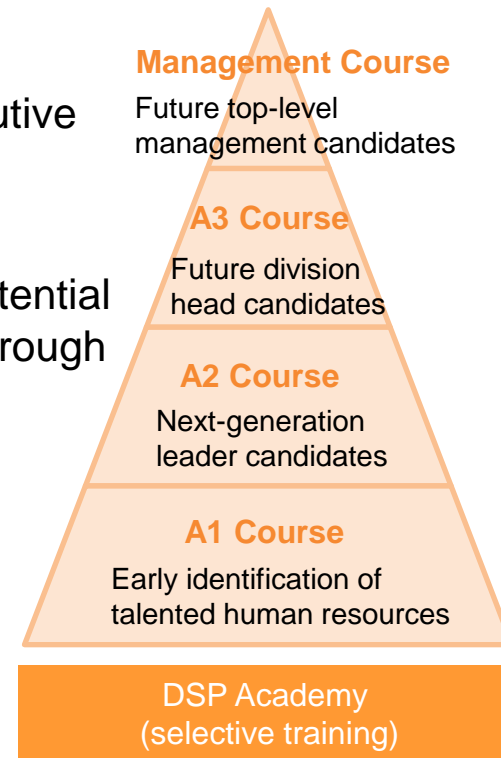 Management Course
utive
Future top-level
management candidates
A3 Course
Future division
tential
head candidates
rough
A2 Course
Next-generation
leader candidates
A1 Course
Early identification of
talented human resources
DSP Academy
(selective training)